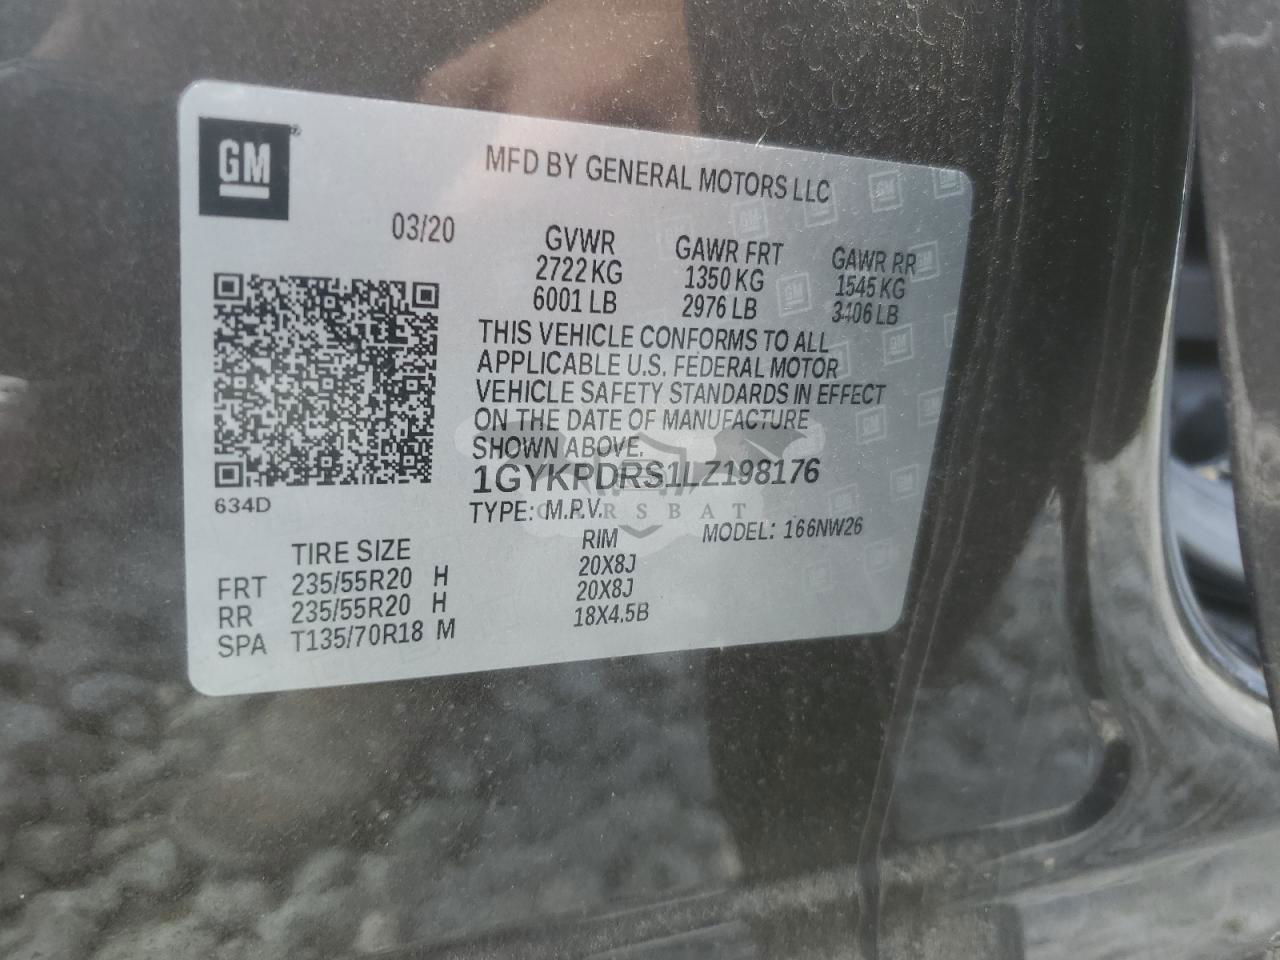 GM
MFD BY GENERAL MOTORS LLC
03/20
GVWR GAWR FRT GAWR RR
2722 KG 1350 KG 1545 KG
6001 LB 2976 LB 3406 LB
THIS VEHICLE CONFORMS TO ALL
APPLICABLE U.S. FEDERAL MOTOR
VEHICLE SAFETY STANDARDS IN EFFECT
ON THE DATE OF MANUFACTURE
SHOWN ABOVE.
1GYKPDRS1LZ198176
634D
TYPE: M.P.V. MODEL: 166NW26
CARSBAT
TIRE SIZE RIM
FRT 235/55R20 H 20X8J
RR 235/55R20 H 20X8J
SPA T135/70R18 M 18X4.5B